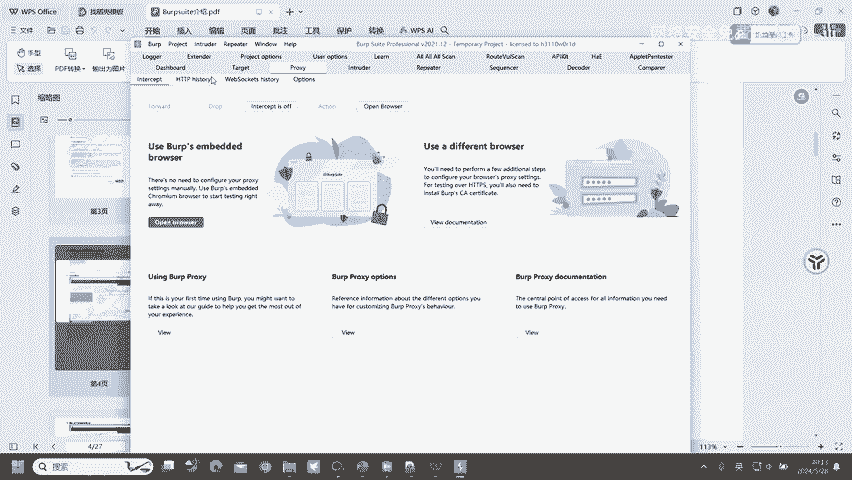 WPS Office
找稻壳模板
Burpsuite介绍.pdf
文件
开始
插入
编辑
页面
批注
工具
保护
转换
WPS AI
手型
选择
PDF转换
输出为图片
缩略图
第3页
第4页
4/27
113%
Burp Project Intruder Repeater Window Help
Burp Suite Professional v2021.12 - Temporary Project - licensed to h3110w0r1d
Logger Extender Project options User options Learn All All All Scan RouteVulScan APIKit HaE AppletPentester
Dashboard Target Proxy Intruder Repeater Sequencer Decoder Comparer
Intercept HTTP history WebSockets history Options
Forward Drop Intercept is off Action Open Browser
Use Burp's embedded
browser
There's no need to configure your proxy
settings manually. Use Burp's embedded
Chromium browser to start testing right
away.
Open browser
Use a different browser
You'll need to perform a few additional steps
to configure your browser's proxy settings.
For testing over HTTPS, you'll also need to
install Burp's CA certificate.
View documentation
Using Burp Proxy
If this is your first time using Burp, you might want to
take a look at our guide to help you get the most out of
your experience.
View
Burp Proxy options
Reference information about the different options you
have for customizing Burp Proxy's behaviour.
View
Burp Proxy documentation
The central point of access for all information you need
to use Burp Proxy.
View
搜索
英